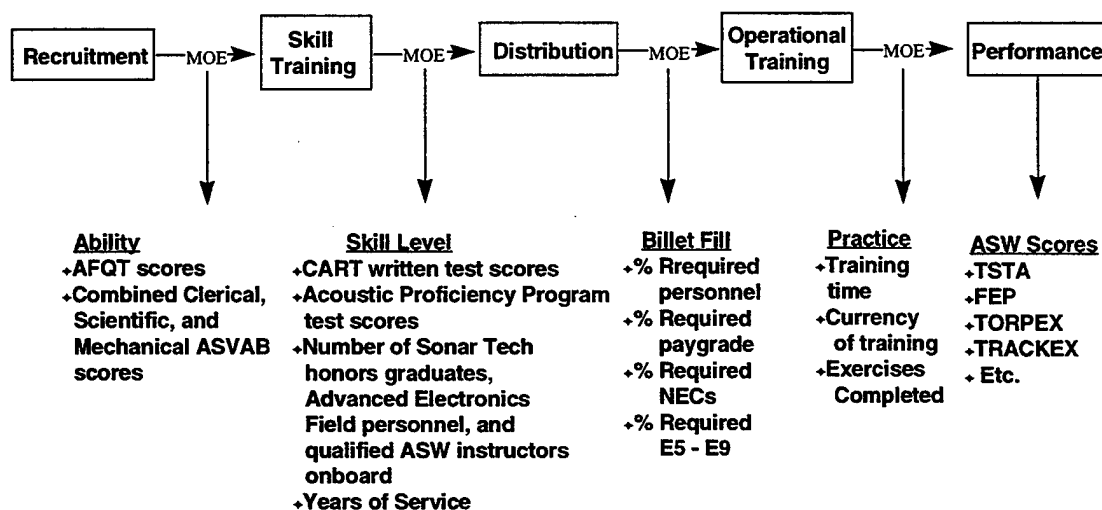 Recruitment
MOE
Skill
Training
MOE
Distribution
MOE
Operational
Training
MOE
Performance
Ability
+AFQT scores
+Combined Clerical,
Scientific, and
Mechanical ASVAB
scores
Skill Level
+CART written test scores
+Acoustic Proficiency Program
test scores
+Number of Sonar Tech
honors graduates,
Advanced Electronics
Field personnel, and
qualified ASW instructors
onboard
+Years of Service
Billet Fill
+% Rrequired
personnel
+% Required
paygrade
+% Required
NECs
+% Required
E5 - E9
Practice
+Training
time
+Currency
of training
+Exercises
Completed
ASW Scores
+TSTA
+FEP
+TORPEX
+TRACKEX
+ Etc.